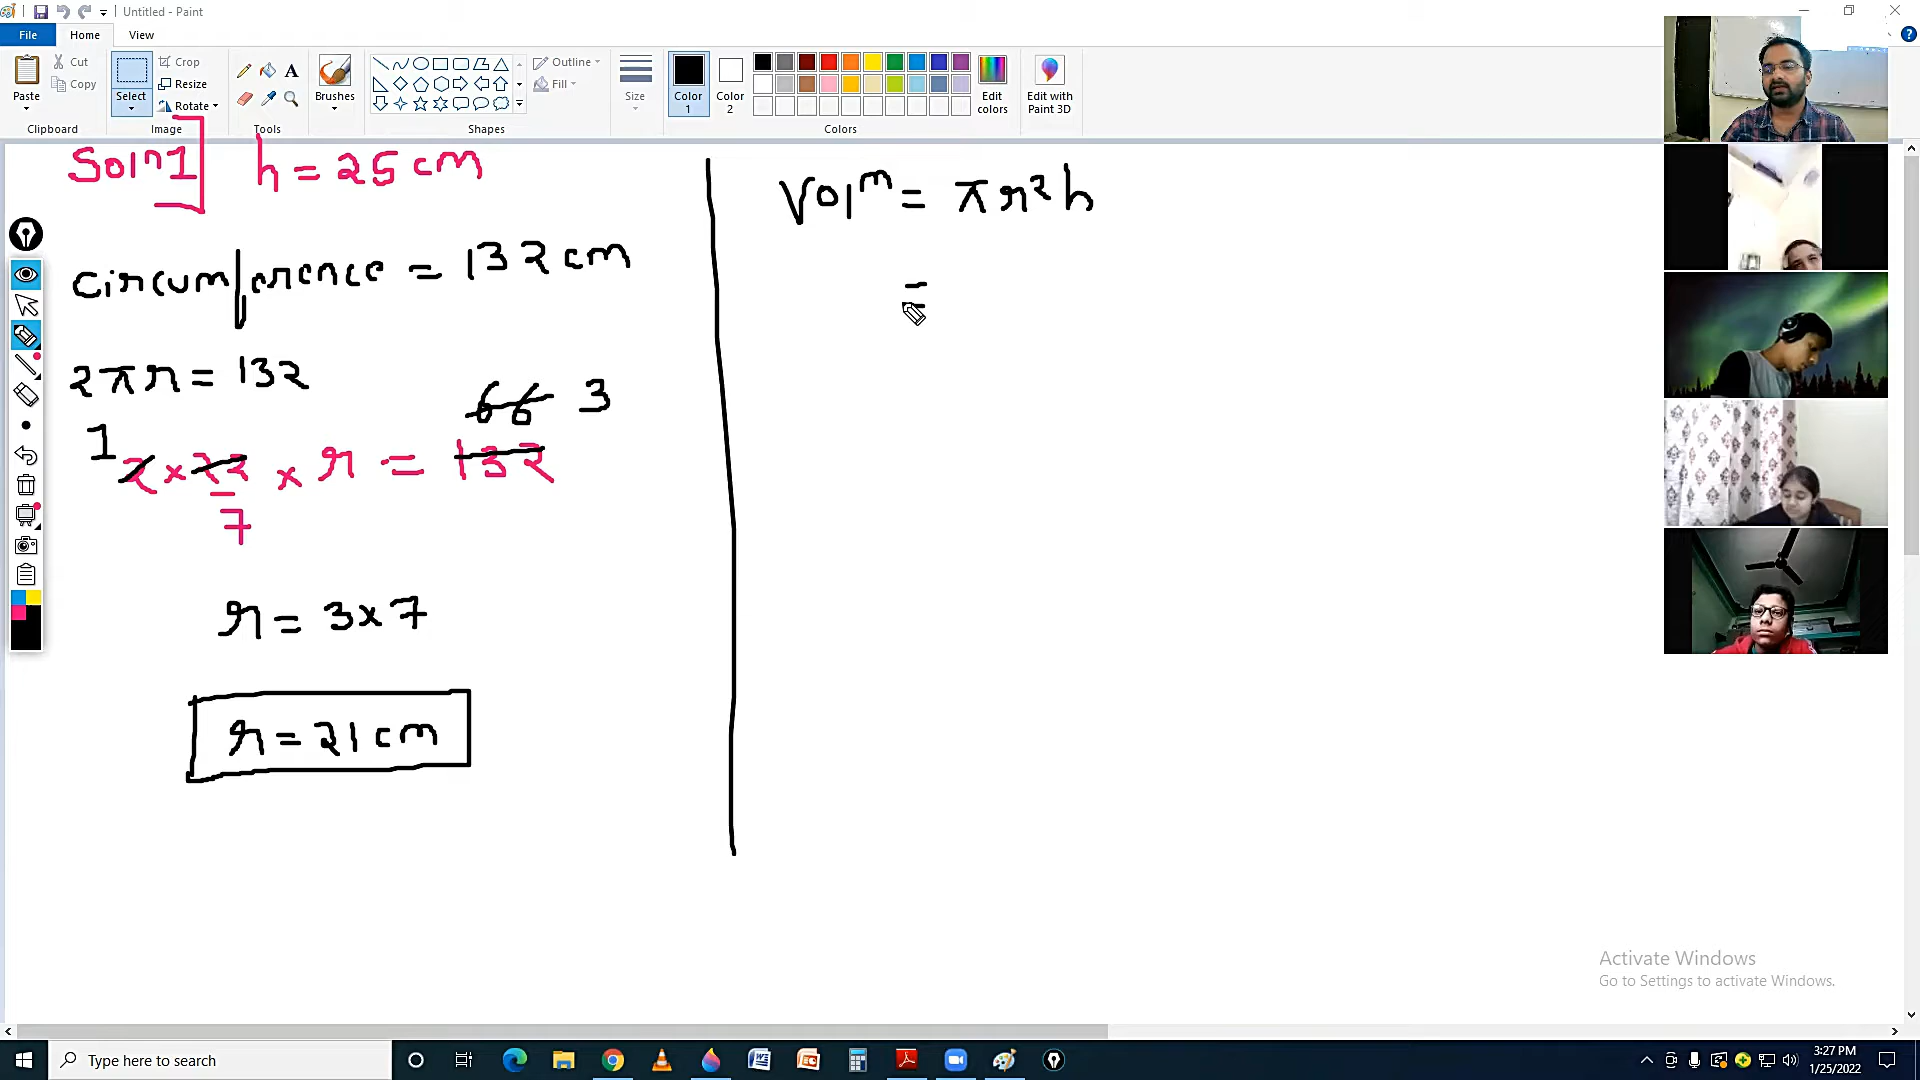 Untitled - Paint
File Home View
Paste
Cut
Copy
Clipboard
Select
Crop
Resize
Rotate
Image
Tools
Brushes
Shapes
Outline
Fill
Size
Color 1
Color 2
Edit colors
Edit with Paint 3D
Colors
Soln 1] h = 25 cm
circumference = 132 cm
2πr = 132
66 3
1
2 × 22 × r = 132
7
r = 3 × 7
r = 21 cm
Volm = πr²h
=
Activate Windows
Go to Settings to activate Windows.
Type here to search
3:27 PM
1/25/2022